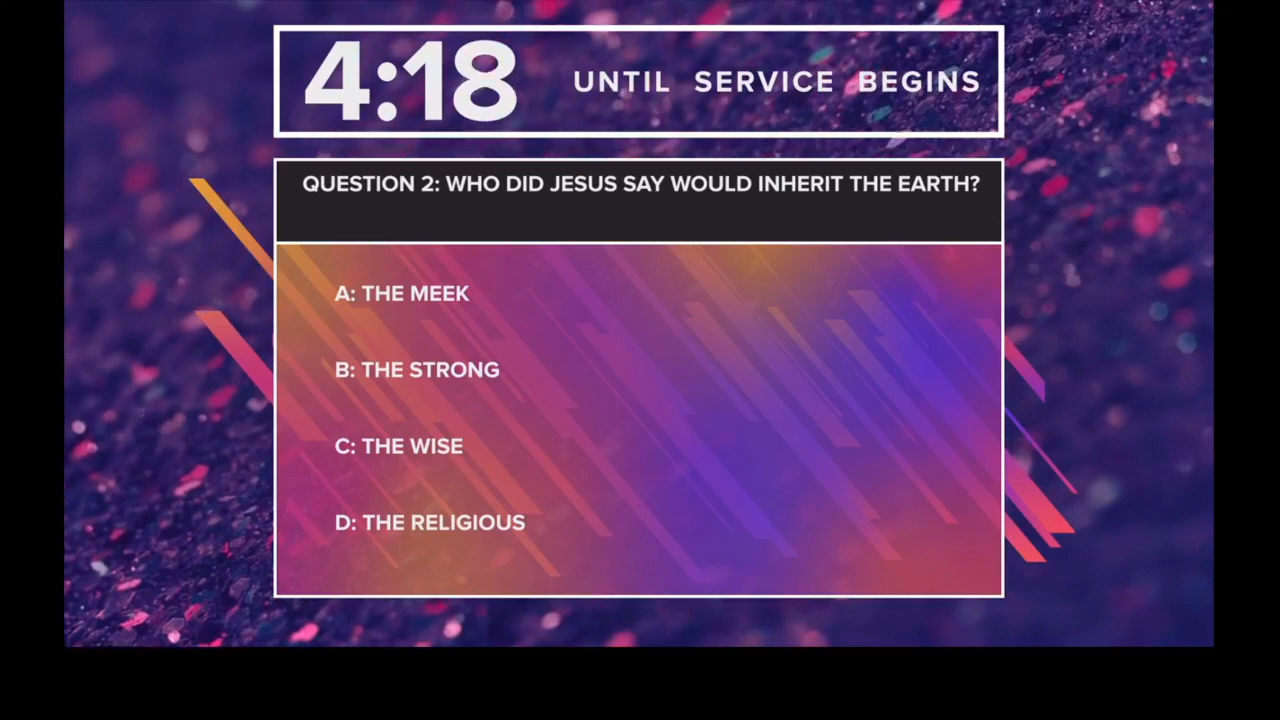 4:18 UNTIL SERVICE BEGINS
QUESTION 2: WHO DID JESUS SAY WOULD INHERIT THE EARTH?
A: THE MEEK
B: THE STRONG
C: THE WISE
D: THE RELIGIOUS